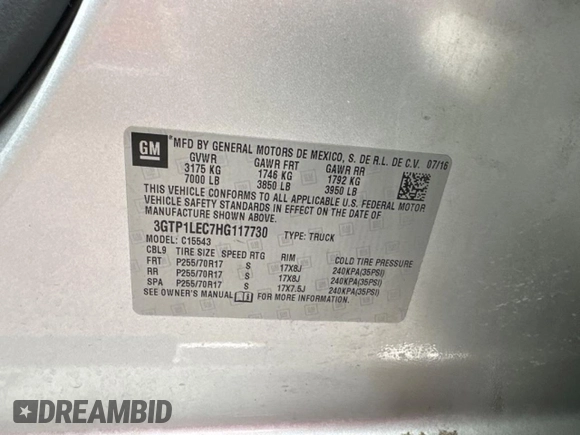 GM *MFD BY GENERAL MOTORS DE MEXICO, S. DE R.L. DE C.V. 07/16
GVWR GAWR FRT GAWR RR
3175 KG 1746 KG 1792 KG
7000 LB 3850 LB 3950 LB
THIS VEHICLE CONFORMS TO ALL APPLICABLE U.S. FEDERAL MOTOR
VEHICLE SAFETY STANDARDS IN EFFECT ON THE DATE OF
MANUFACTURE SHOWN ABOVE.
3GTP1LEC7HG117730 TYPE: TRUCK
MODEL: C15543
CBL9 TIRE SIZE SPEED RTG RIM COLD TIRE PRESSURE
FRT P255/70R17 S 17X8J 240KPA(35PSI)
RR P255/70R17 S 17X8J 240KPA(35PSI)
SPA P255/70R17 S 17X7.5J 240KPA(35PSI)
SEE OWNER'S MANUAL FOR MORE INFORMATION.
DREAMBID